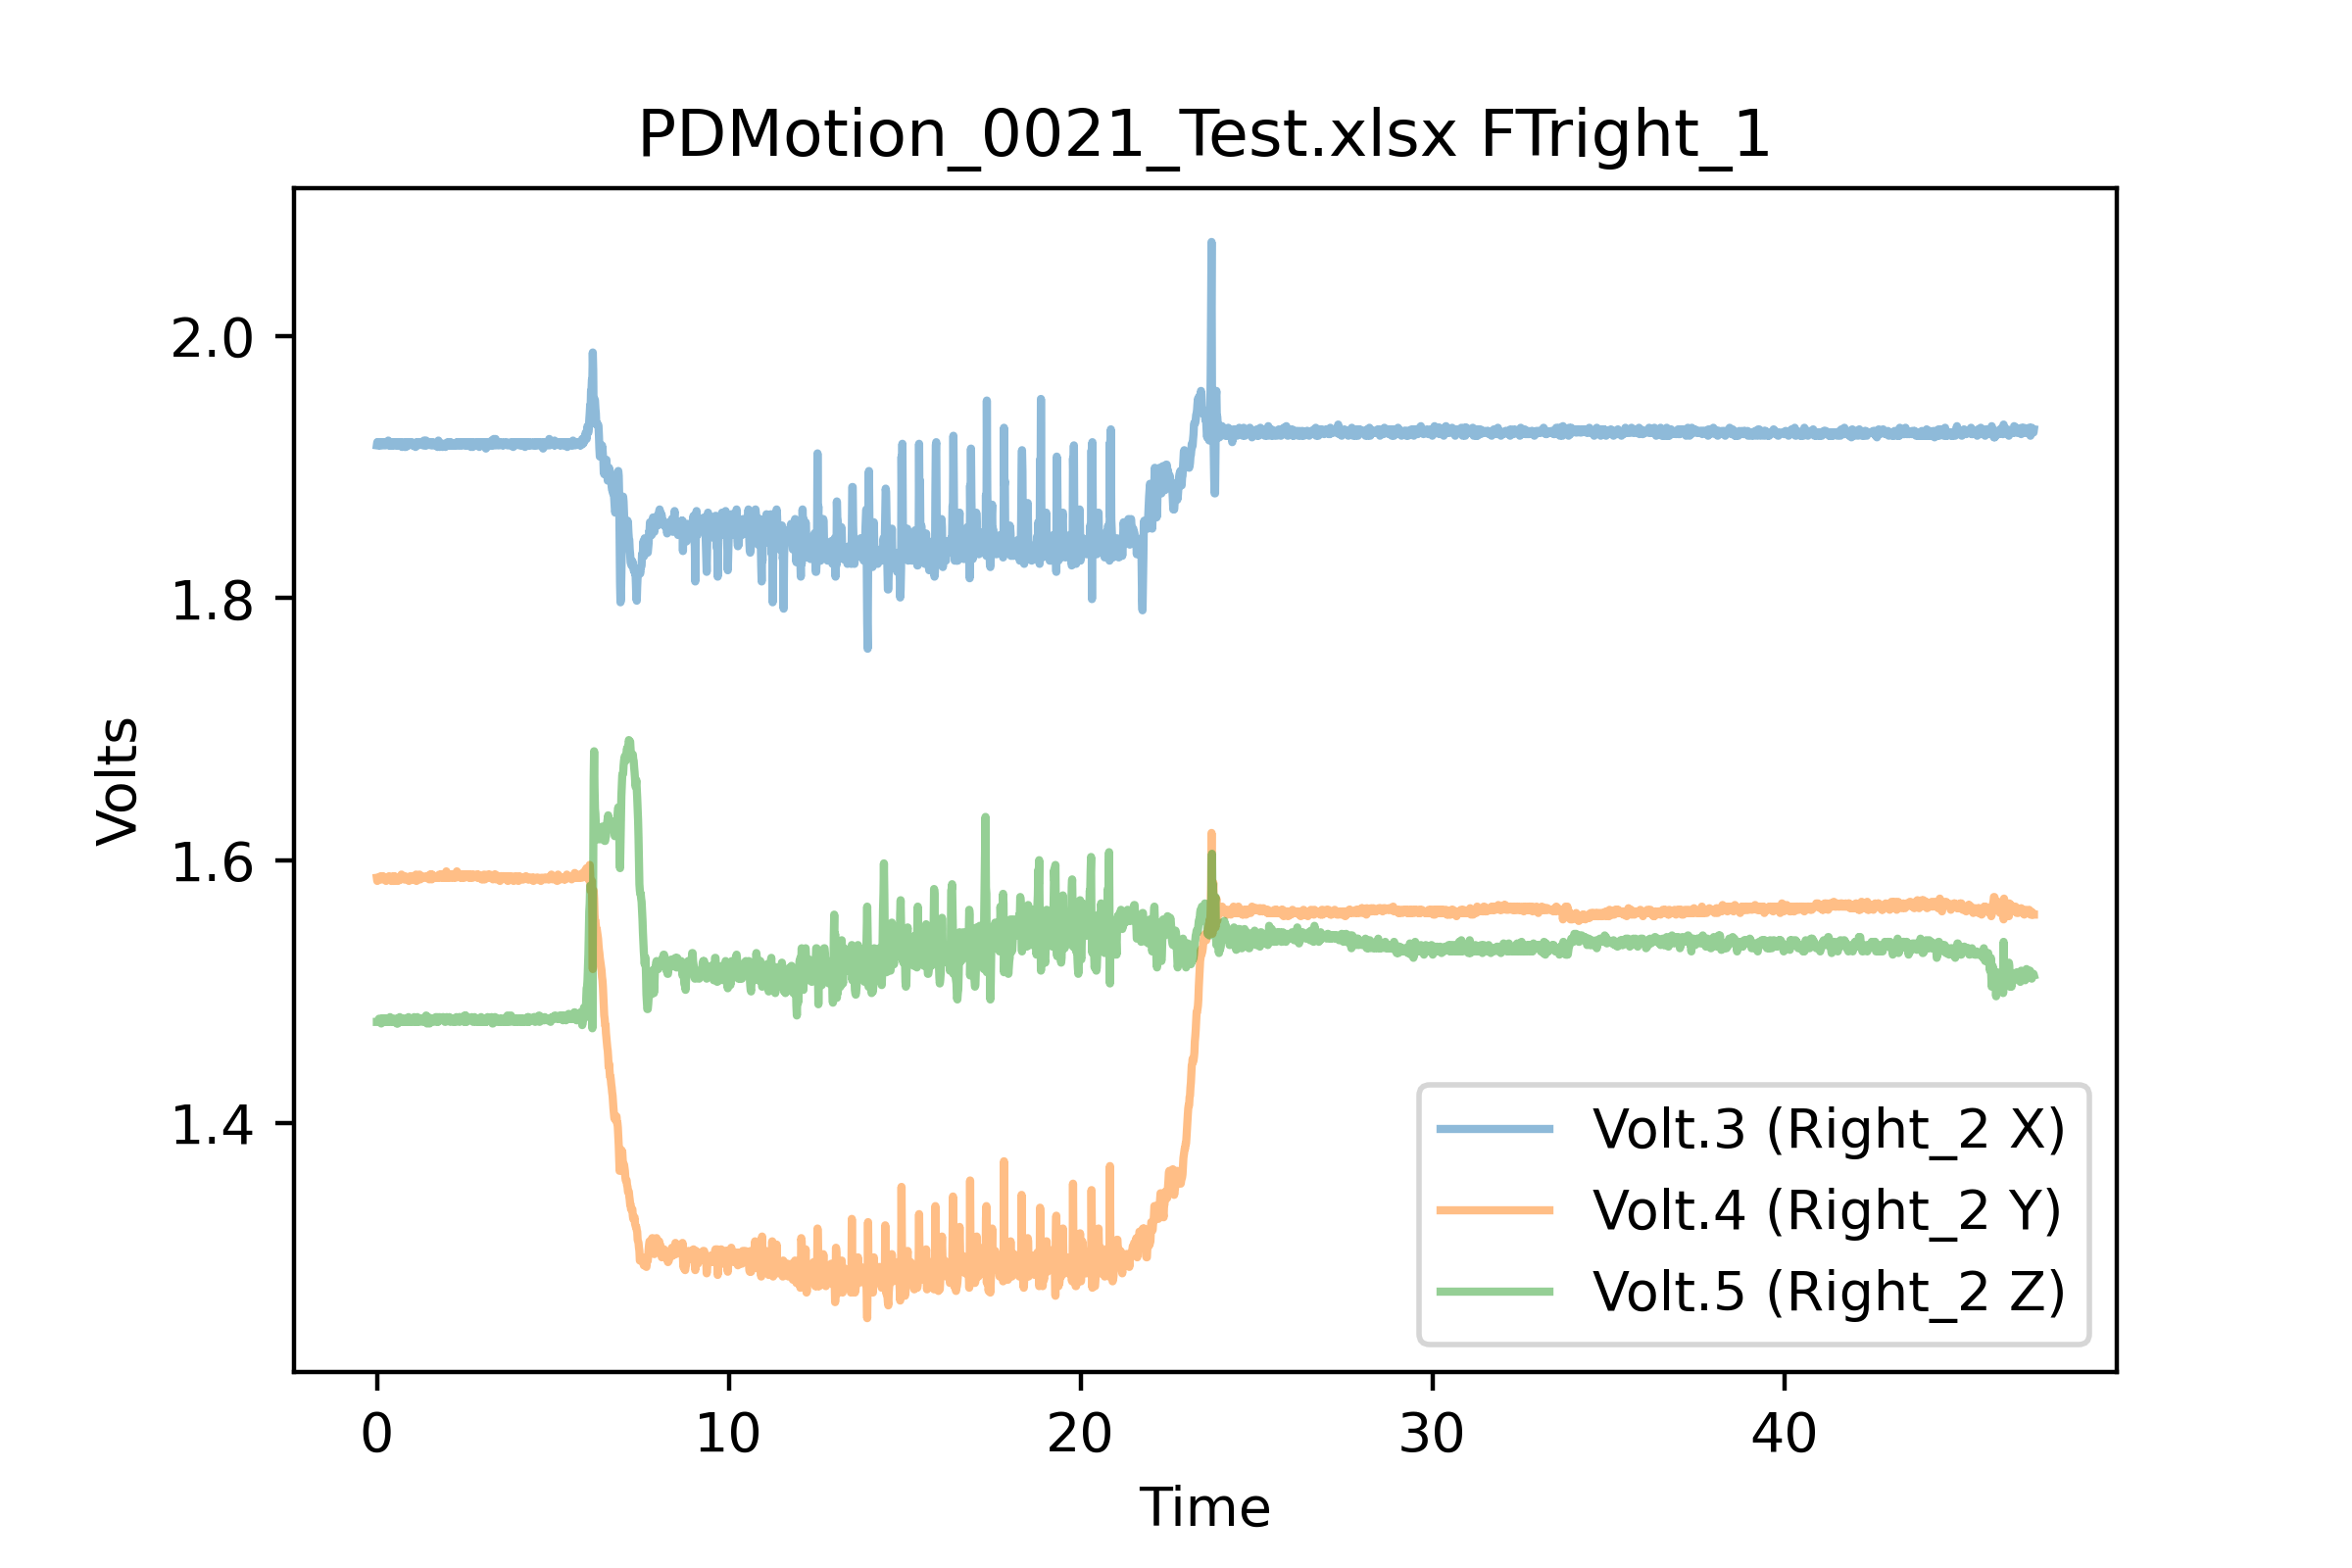 PDMotion_0021_Test.xlsx FTright_1
2.0
1.8
1.6
1.4
Volts
Volt.3 (Right_2 X)
Volt.4 (Right_2 Y)
Volt.5 (Right_2 Z)
0 10 20 30 40
Time